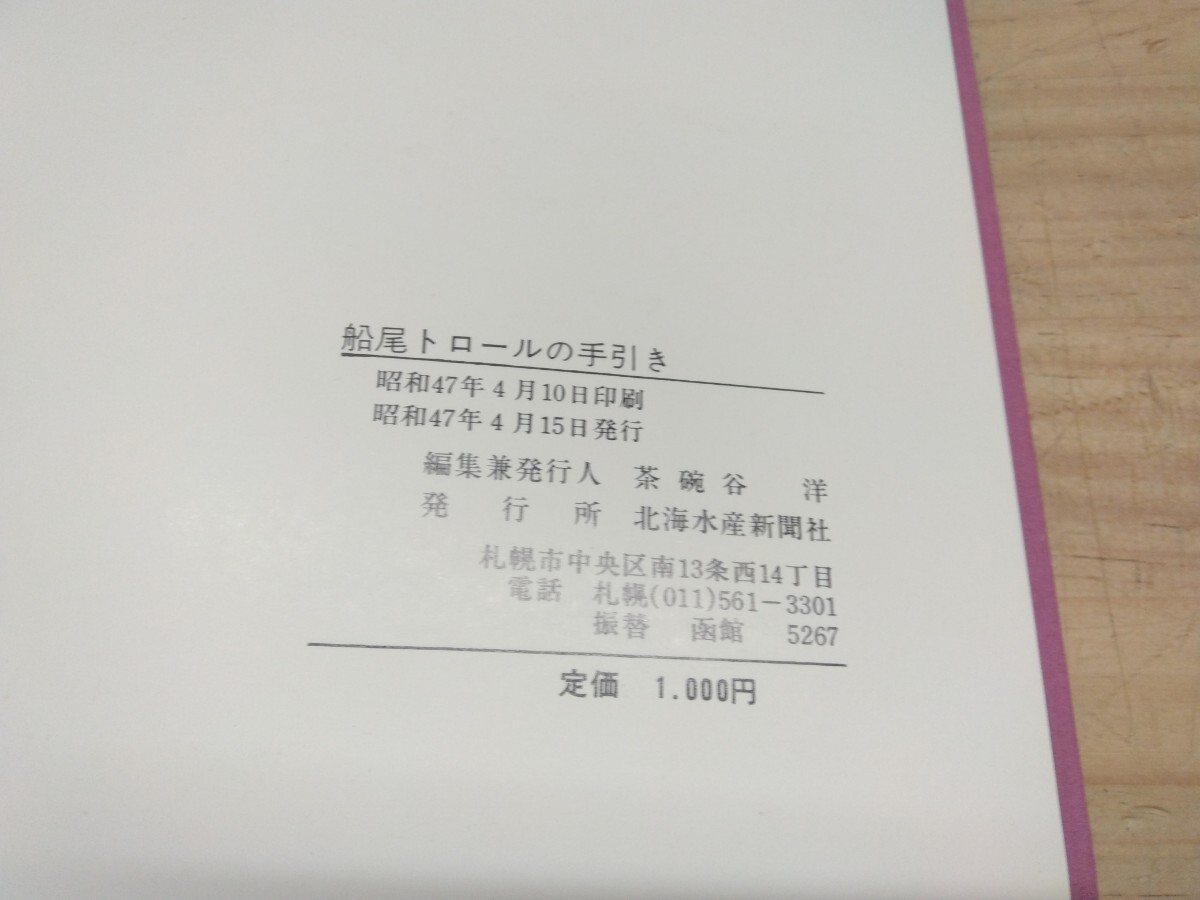 船尾トロールの手引き
昭和47年4月10日印刷
昭和47年4月15日発行
編集兼発行人 茶碗谷 洋
発行所 北海水産新聞社
札幌市中央区南13条西14丁目
電話 札幌(011)561-3301
振替 函館 5267
定価 1.000円